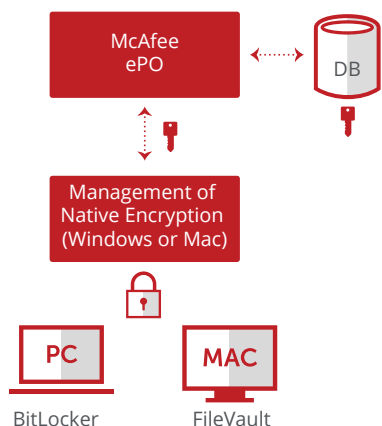 McAfee
ePO
DB
Management of
Native Encryption
(Windows or Mac)
PC
MAC
BitLocker
FileVault